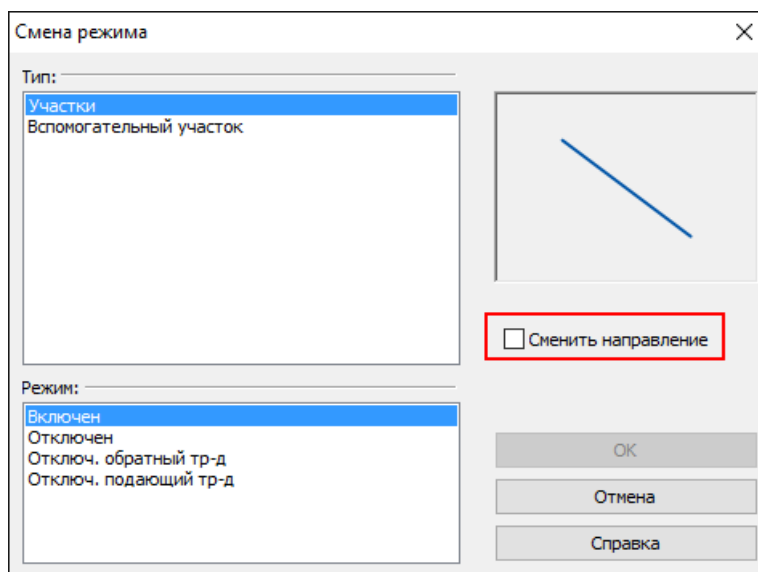 Смена режима
Тип:
Участки
Вспомогательный участок
Сменить направление
Режим:
Включен
Отключен
Отключ. обратный тр-д
Отключ. подающий тр-д
ОК
Отмена
Справка